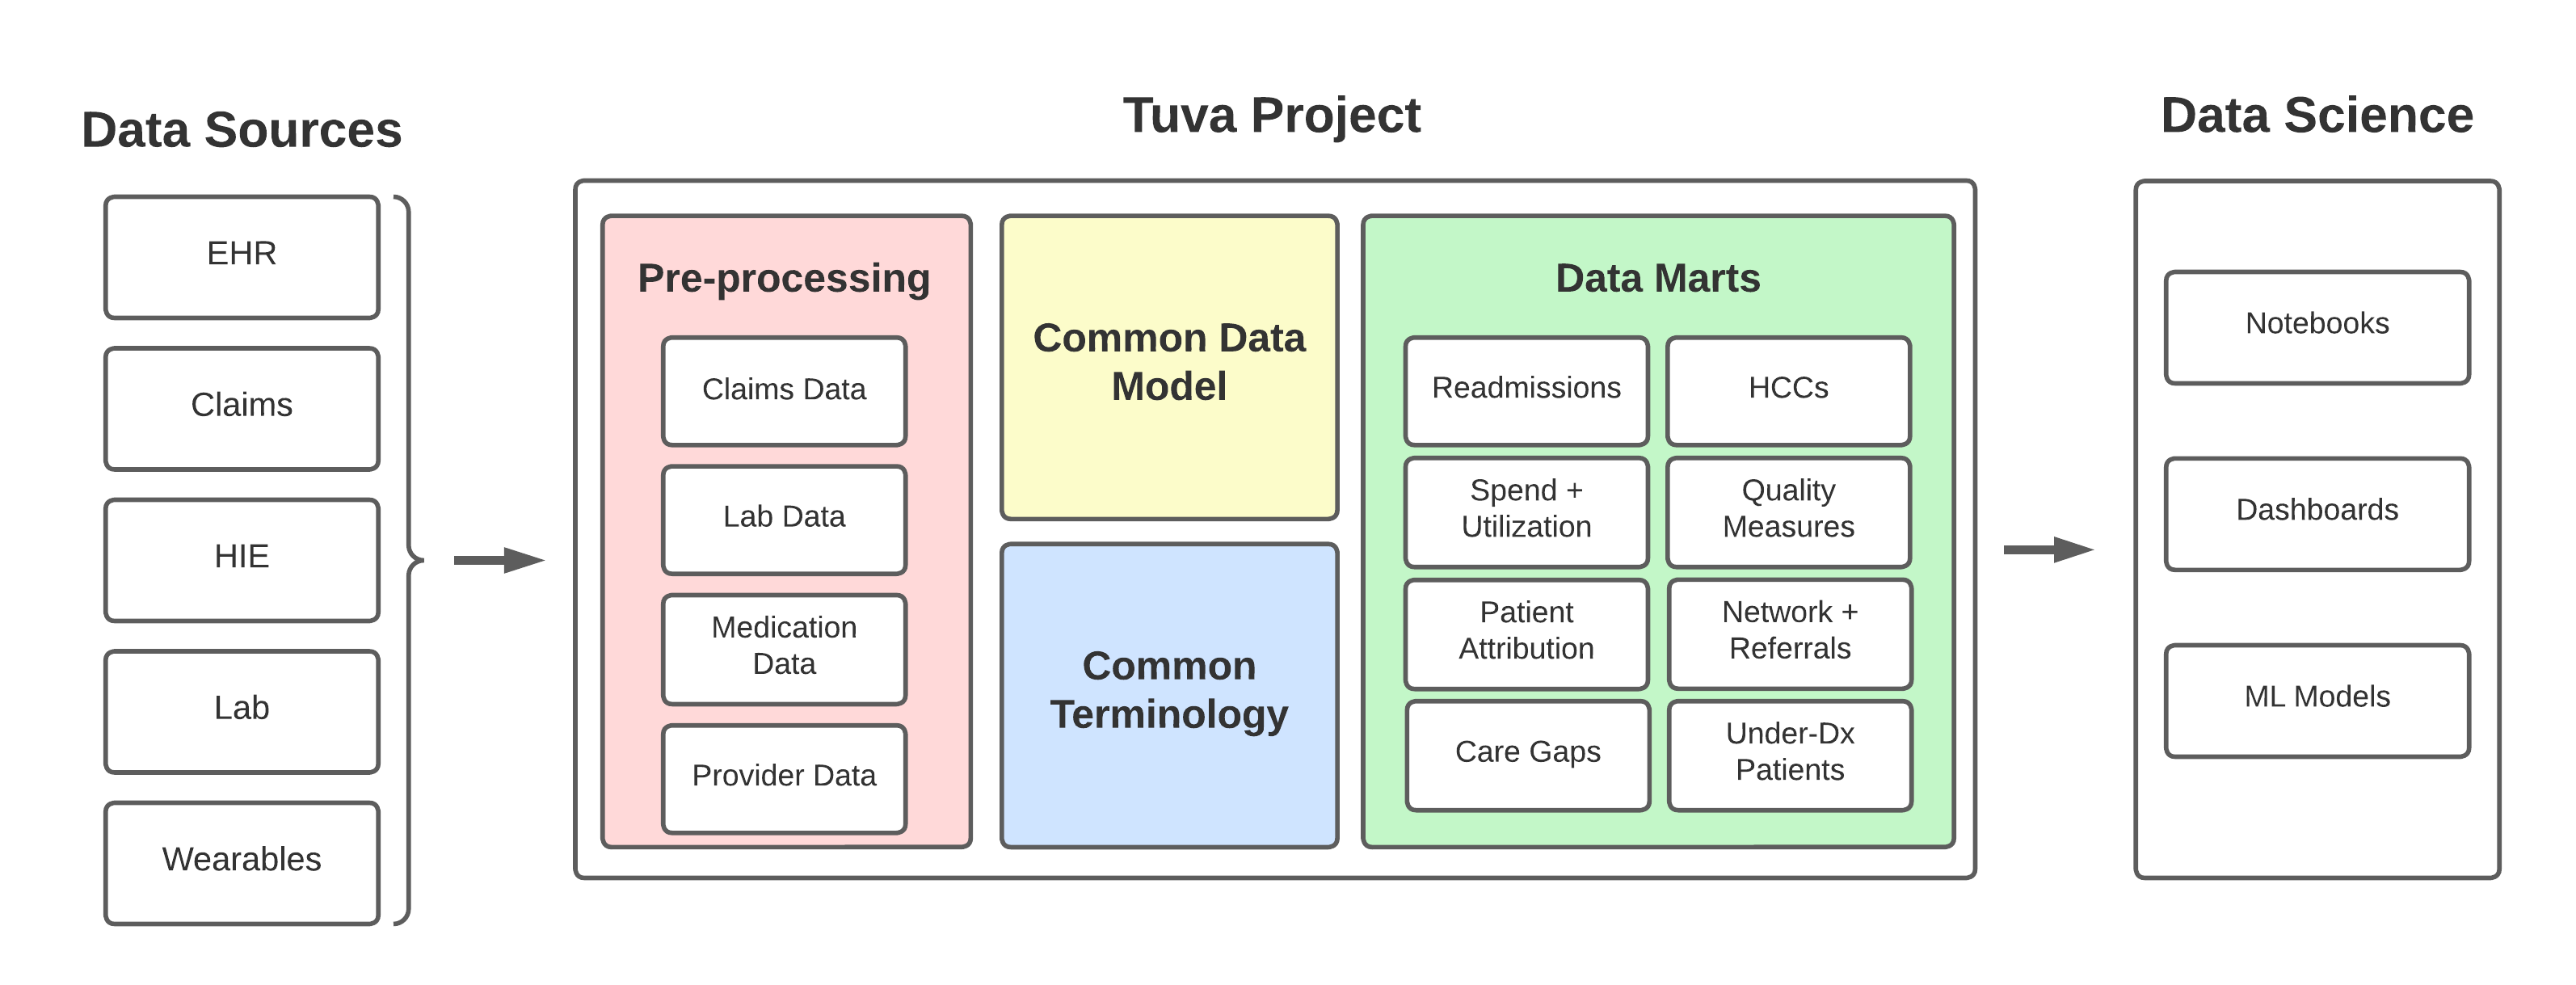 Data Sources
EHR
Claims
HIE
Lab
Wearables
Tuva Project
Pre-processing
Claims Data
Lab Data
Medication
Data
Provider Data
Common Data
Model
Common
Terminology
Data Marts
Readmissions
HCCs
Spend +
Utilization
Quality
Measures
Patient
Attribution
Network +
Referrals
Care Gaps
Under-Dx
Patients
Data Science
Notebooks
Dashboards
ML Models